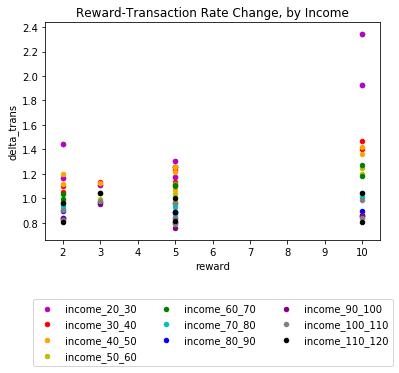 Reward-Transaction Rate Change, by Income
delta_trans
2.4
2.2
2.0
1.8
1.6
1.4
1.2
1.0
0.8
2 3 4 5 6 7 8 9 10
reward
income_20_30 income_60_70 income_90_100
income_30_40 income_70_80 income_100_110
income_40_50 income_80_90 income_110_120
income_50_60